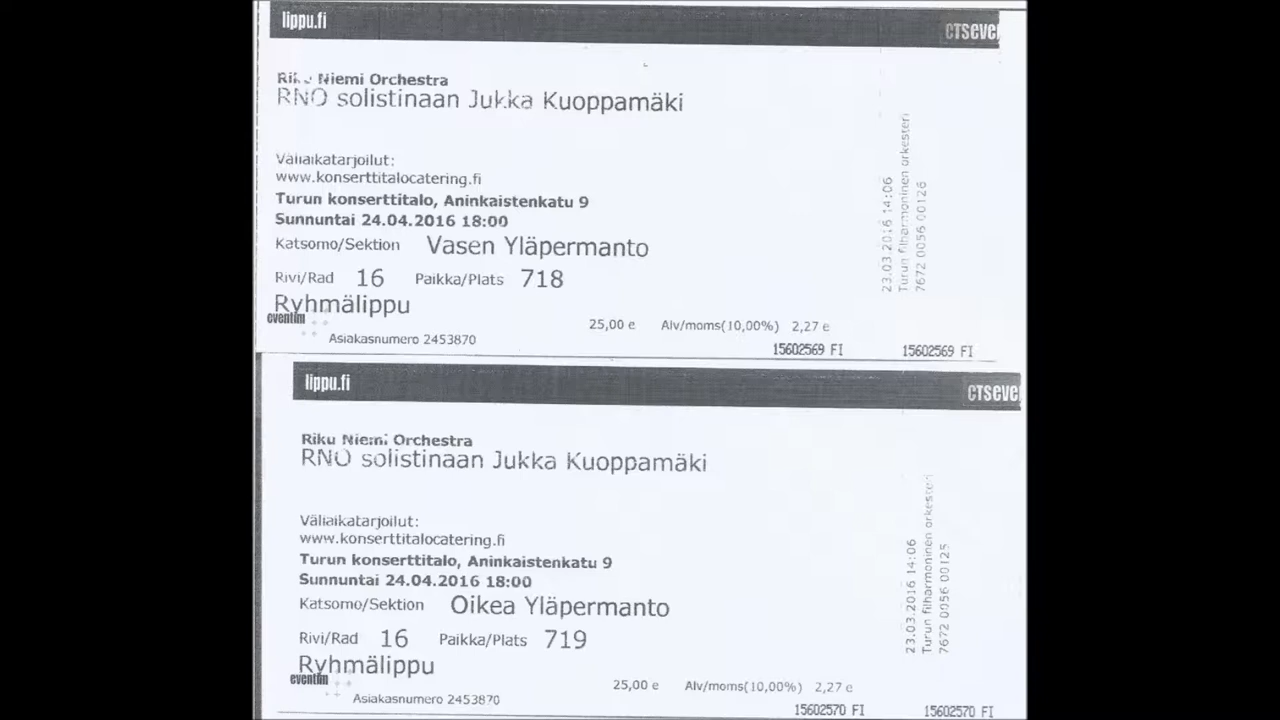 lippu.fi
CTSeve
Riku Niemi Orchestra
RNO solistinaan Jukka Kuoppamäki
Väliaikatarjoilut:
www.konserttitalocatering.fi
Turun konserttitalo, Aninkaistenkatu 9
Sunnuntai 24.04.2016 18:00
Katsomo/Sektion Vasen Yläpermanto
Rivi/Rad 16 Paikka/Plats 718
Ryhmälippu
eventim
25,00 e Alv/moms(10,00%) 2,27 e
Asiakasnumero 2453870
15602569 FI 15602569 FI
23.03.2016 14:06
Turun filharmoninen orkesteri
7672 0056 00126
lippu.fi
CTSeve
Riku Niemi Orchestra
RNO solistinaan Jukka Kuoppamäki
Väliaikatarjoilut:
www.konserttitalocatering.fi
Turun konserttitalo, Aninkaistenkatu 9
Sunnuntai 24.04.2016 18:00
Katsomo/Sektion Oikea Yläpermanto
Rivi/Rad 16 Paikka/Plats 719
Ryhmälippu
eventim
25,00 e Alv/moms(10,00%) 2,27 e
Asiakasnumero 2453870
15602570 FI 15602570 FI
23.03.2016 14:06
Turun filharmoninen orkesteri
7672 0056 00125